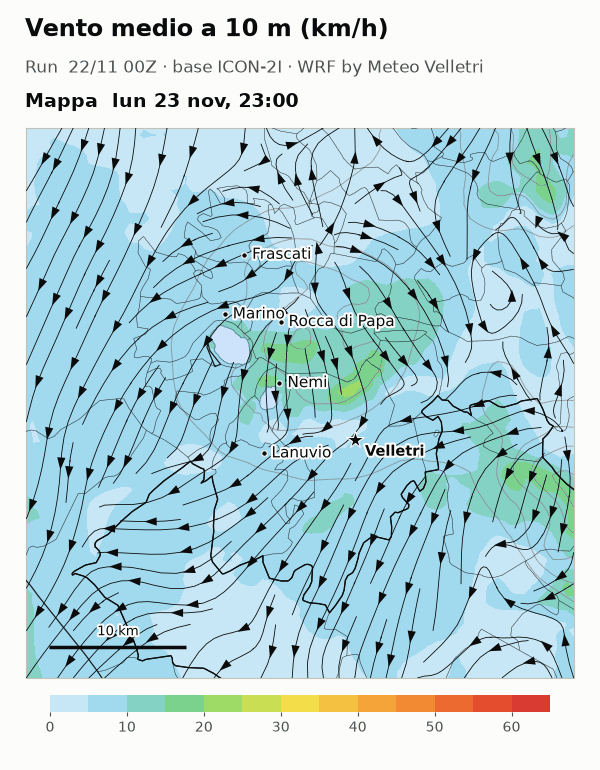 Vento medio a 10 m (km/h)
Run  22/11 00Z · base ICON-2I · WRF by Meteo Velletri
Mappa  lun 23 nov, 23:00
Frascati
Marino
Rocca di Papa
Nemi
Velletri
Lanuvio
10 km
0 10 20 30 40 50 60